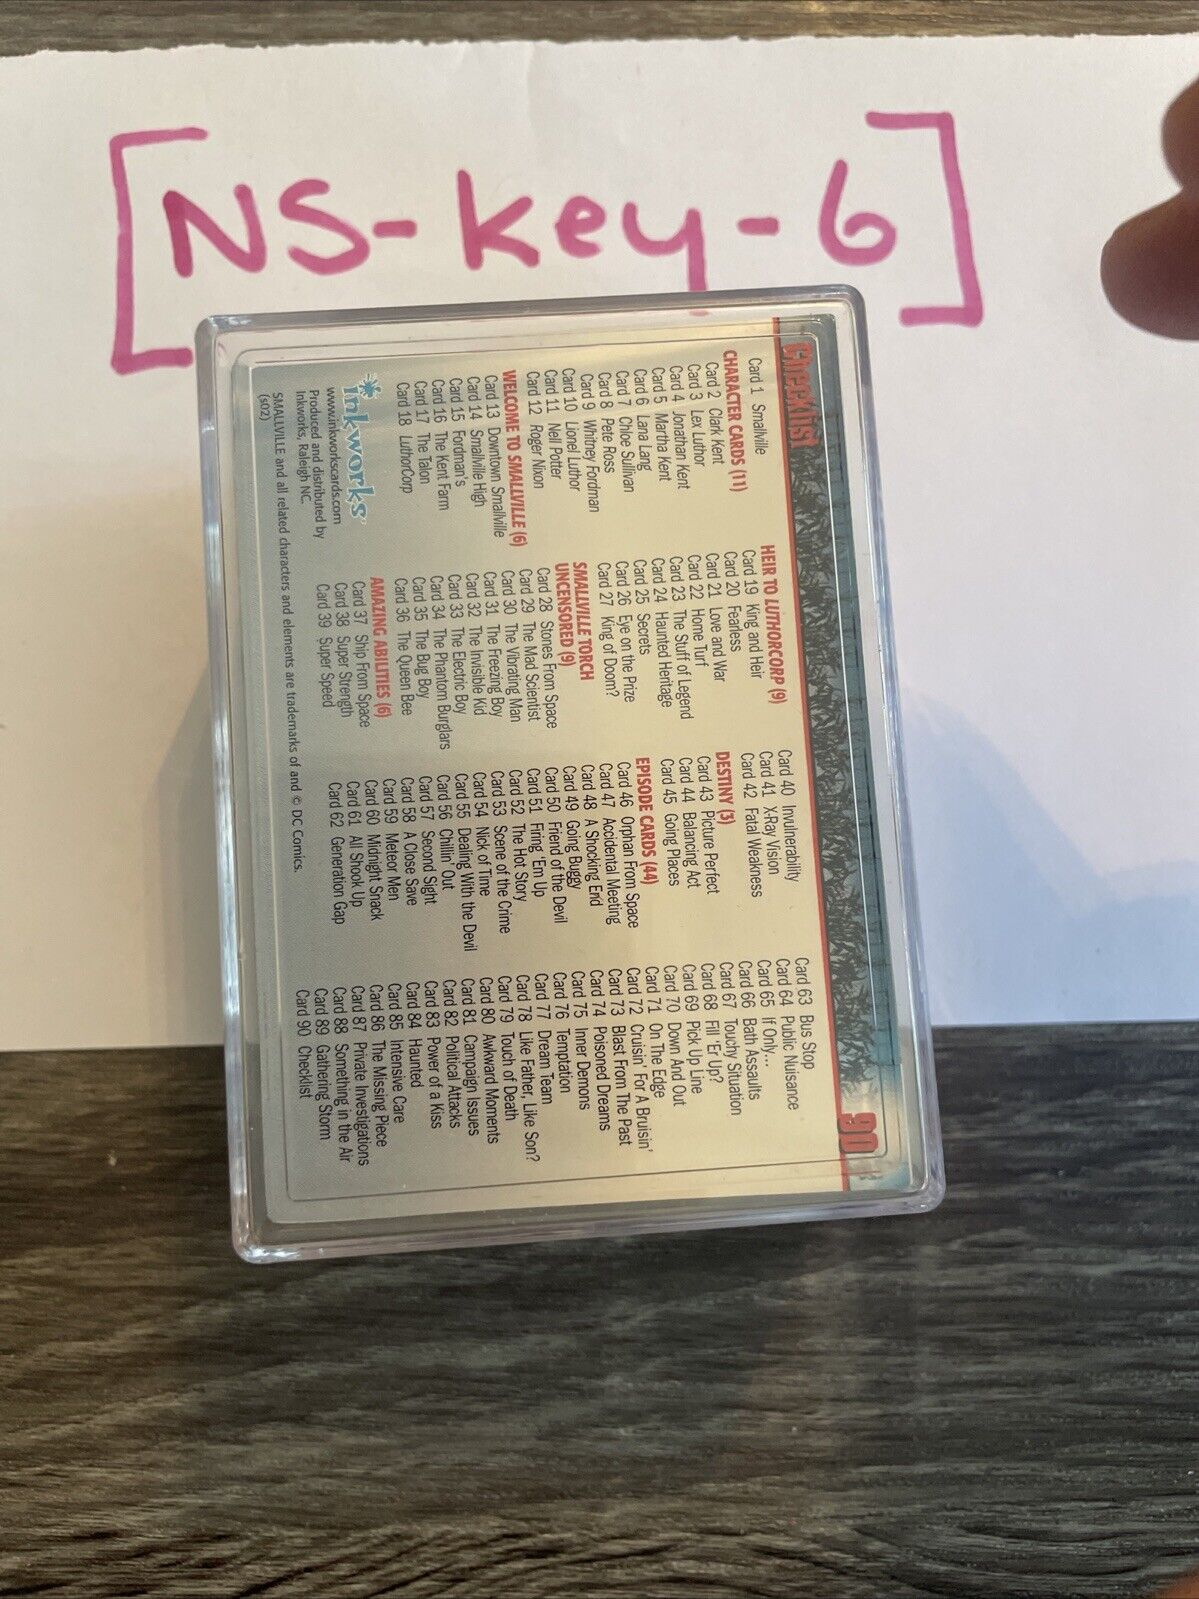 [NS-key-6]
Checklist
90
Card 1 Smallville
CHARACTER CARDS (11)
Card 2 Clark Kent
Card 3 Lex Luthor
Card 4 Jonathan Kent
Card 5 Martha Kent
Card 6 Lana Lang
Card 7 Chloe Sullivan
Card 8 Pete Ross
Card 9 Whitney Fordman
Card 10 Lionel Luthor
Card 11 Nell Potter
Card 12 Roger Nixon
WELCOME TO SMALLVILLE (6)
Card 13 Downtown Smallville
Card 14 Smallville High
Card 15 Fordman's
Card 16 The Kent Farm
Card 17 The Talon
Card 18 LuthorCorp
HEIR TO LUTHORCORP (9)
Card 19 King and Heir
Card 20 Fearless
Card 21 Love and War
Card 22 Home Turf
Card 23 The Stuff of Legend
Card 24 Haunted Heritage
Card 25 Secrets
Card 26 Eye on the Prize
Card 27 King of Doom?
SMALLVILLE TORCH
UNCENSORED (9)
Card 28 Stones From Space
Card 29 The Mad Scientist
Card 30 The Vibrating Man
Card 31 The Freezing Boy
Card 32 The Invisible Kid
Card 33 The Electric Boy
Card 34 The Phantom Burglars
Card 35 The Bug Boy
Card 36 The Queen Bee
AMAZING ABILITIES (6)
Card 37 Ship From Space
Card 38 Super Strength
Card 39 Super Speed
Card 40 Invulnerability
Card 41 X-Ray Vision
Card 42 Fatal Weakness
DESTINY (3)
Card 43 Picture Perfect
Card 44 Balancing Act
Card 45 Going Places
EPISODE CARDS (44)
Card 46 Orphan From Space
Card 47 Accidental Meeting
Card 48 A Shocking End
Card 49 Going Buggy
Card 50 Friend of the Devil
Card 51 Firing 'Em Up
Card 52 The Hot Story
Card 53 Scene of the Crime
Card 54 Nick of Time
Card 55 Dealing With the Devil
Card 56 Chillin' Out
Card 57 Second Sight
Card 58 A Close Save
Card 59 Meteor Men
Card 60 Midnight Snack
Card 61 All Shook Up
Card 62 Generation Gap
Card 63 Bus Stop
Card 64 Public Nuisance
Card 65 If Only...
Card 66 Bath Assaults
Card 67 Touchy Situation
Card 68 Fill 'Er Up?
Card 69 Pick Up Line
Card 70 Down And Out
Card 71 On The Edge
Card 72 Cruisin' For A Bruisin'
Card 73 Blast From The Past
Card 74 Poisoned Dreams
Card 75 Inner Demons
Card 76 Temptation
Card 77 Dream Team
Card 78 Like Father, Like Son?
Card 79 Touch of Death
Card 80 Awkward Moments
Card 81 Campaign Issues
Card 82 Political Attacks
Card 83 Power of a Kiss
Card 84 Haunted
Card 85 Intensive Care
Card 86 The Missing Piece
Card 87 Private Investigations
Card 88 Something in the Air
Card 89 Gathering Storm
Card 90 Checklist
inkworks
www.inkworkscards.com
Produced and distributed by
Inkworks, Raleigh NC.
SMALLVILLE and all related characters and elements are trademarks of and © DC Comics.
(s02)